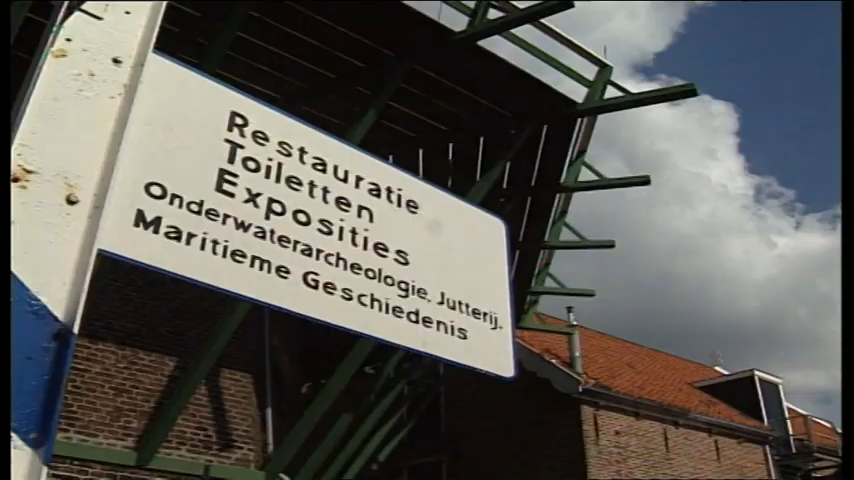 Restauratie
Toiletten
Exposities
Onderwaterarcheologie, Jutterij,
Maritieme Geschiedenis